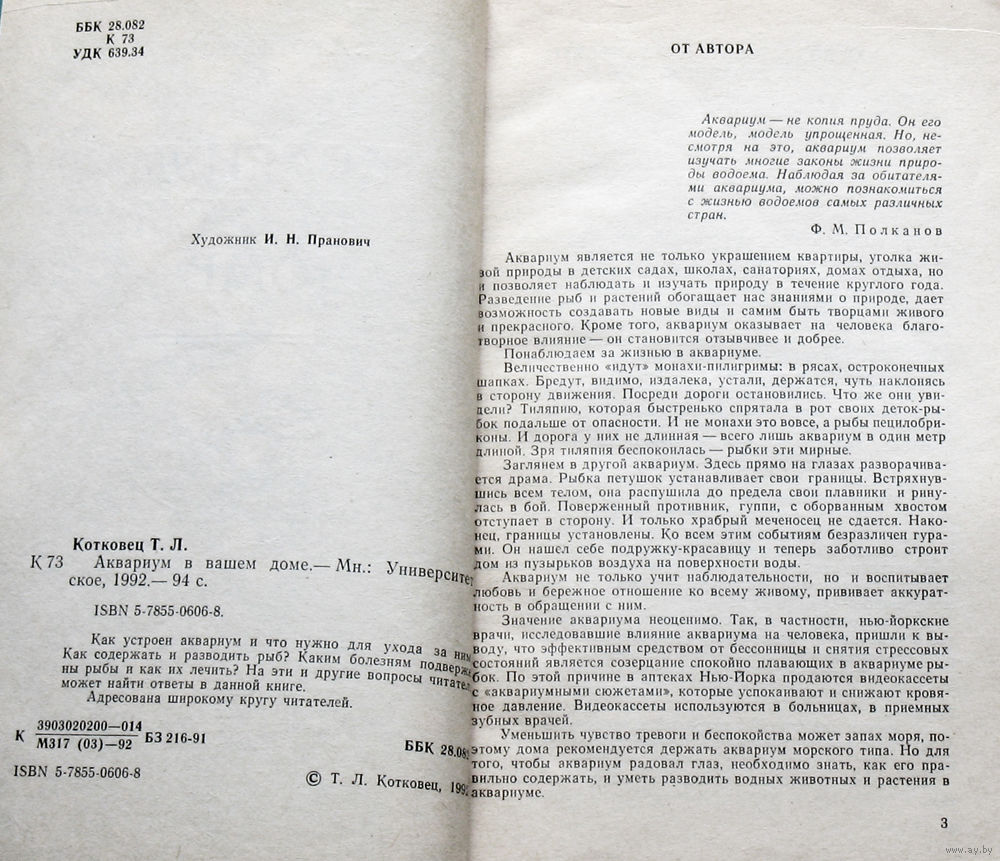 ББК 28.082
К 73
УДК 639.34
Художник И. Н. Пранович
Котковец Т. Л.
К 73 Аквариум в вашем доме.— Мн.: Университет
ское, 1992.— 94 с.
ISBN 5-7855-0606-8.
Как устроен аквариум и что нужно для ухода за ним
Как содержать и разводить рыб? Каким болезням подверже
ны рыбы и как их лечить? На эти и другие вопросы читател
может найти ответы в данной книге.
Адресована широкому кругу читателей.
К 3903020200—014
М317 (03)—92 БЗ 216-91
ББК 28.082
ISBN 5-7855-0606-8
© Т. Л. Котковец, 199
ОТ АВТОРА
Аквариум — не копия пруда. Он его
модель, модель упрощенная. Но, не-
смотря на это, аквариум позволяет
изучать многие законы жизни приро-
ды водоема. Наблюдая за обитателя-
ми аквариума, можно познакомиться
с жизнью водоемов самых различных
стран.
Ф. М. Полканов
Аквариум является не только украшением квартиры, уголка жи-
вой природы в детских садах, школах, санаториях, домах отдыха, но
и позволяет наблюдать и изучать природу в течение круглого года.
Разведение рыб и растений обогащает нас знаниями о природе, дает
возможность создавать новые виды и самим быть творцами живого
и прекрасного. Кроме того, аквариум оказывает на человека благо-
творное влияние — он становится отзывчивее и добрее.
Понаблюдаем за жизнью в аквариуме.
Величественно «идут» монахи-пилигримы: в рясах, остроконечных
шапках. Бредут, видимо, издалека, устали, держатся, чуть наклонясь
в сторону движения. Посреди дороги остановились. Что же они уви-
дели? Тиляпию, которая быстренько спрятала в рот своих деток-ры-
бок подальше от опасности. И не монахи это вовсе, а рыбы пецилобри-
коны. И дорога у них не длинная — всего лишь аквариум в один метр
длиной. Зря тиляпия беспокоилась — рыбки эти мирные.
Заглянем в другой аквариум. Здесь прямо на глазах разворачива-
ется драма. Рыбка петушок устанавливает свои границы. Встряхнув-
шись всем телом, она распушила до предела свои плавники и рину-
лась в бой. Поверженный противник, гуппи, с оборванным хвостом
отступает в сторону. И только храбрый меченосец не сдается. Нако-
нец, границы установлены. Ко всем этим событиям безразличен гура-
ми. Он нашел себе подружку-красавицу и теперь заботливо строит
дом из пузырьков воздуха на поверхности воды.
Аквариум не только учит наблюдательности, но и воспитывает
любовь и бережное отношение ко всему живому, прививает аккурат-
ность в обращении с ним.
Значение аквариума неоценимо. Так, в частности, нью-йоркские
врачи, исследовавшие влияние аквариума на человека, пришли к вы-
воду, что эффективным средством от бессонницы и снятия стрессовых
состояний является созерцание спокойно плавающих в аквариуме ры-
бок. По этой причине в аптеках Нью-Йорка продаются видеокассеты
с «аквариумными сюжетами», которые успокаивают и снижают кровя-
ное давление. Видеокассеты используются в больницах, в приемных
зубных врачей.
Уменьшить чувство тревоги и беспокойства может запах моря, по-
этому дома рекомендуется держать аквариум морского типа. Но для
того, чтобы аквариум радовал глаз, необходимо знать, как его пра-
вильно содержать, и уметь разводить водных животных и растения в
аквариуме.
3
www.ay.by